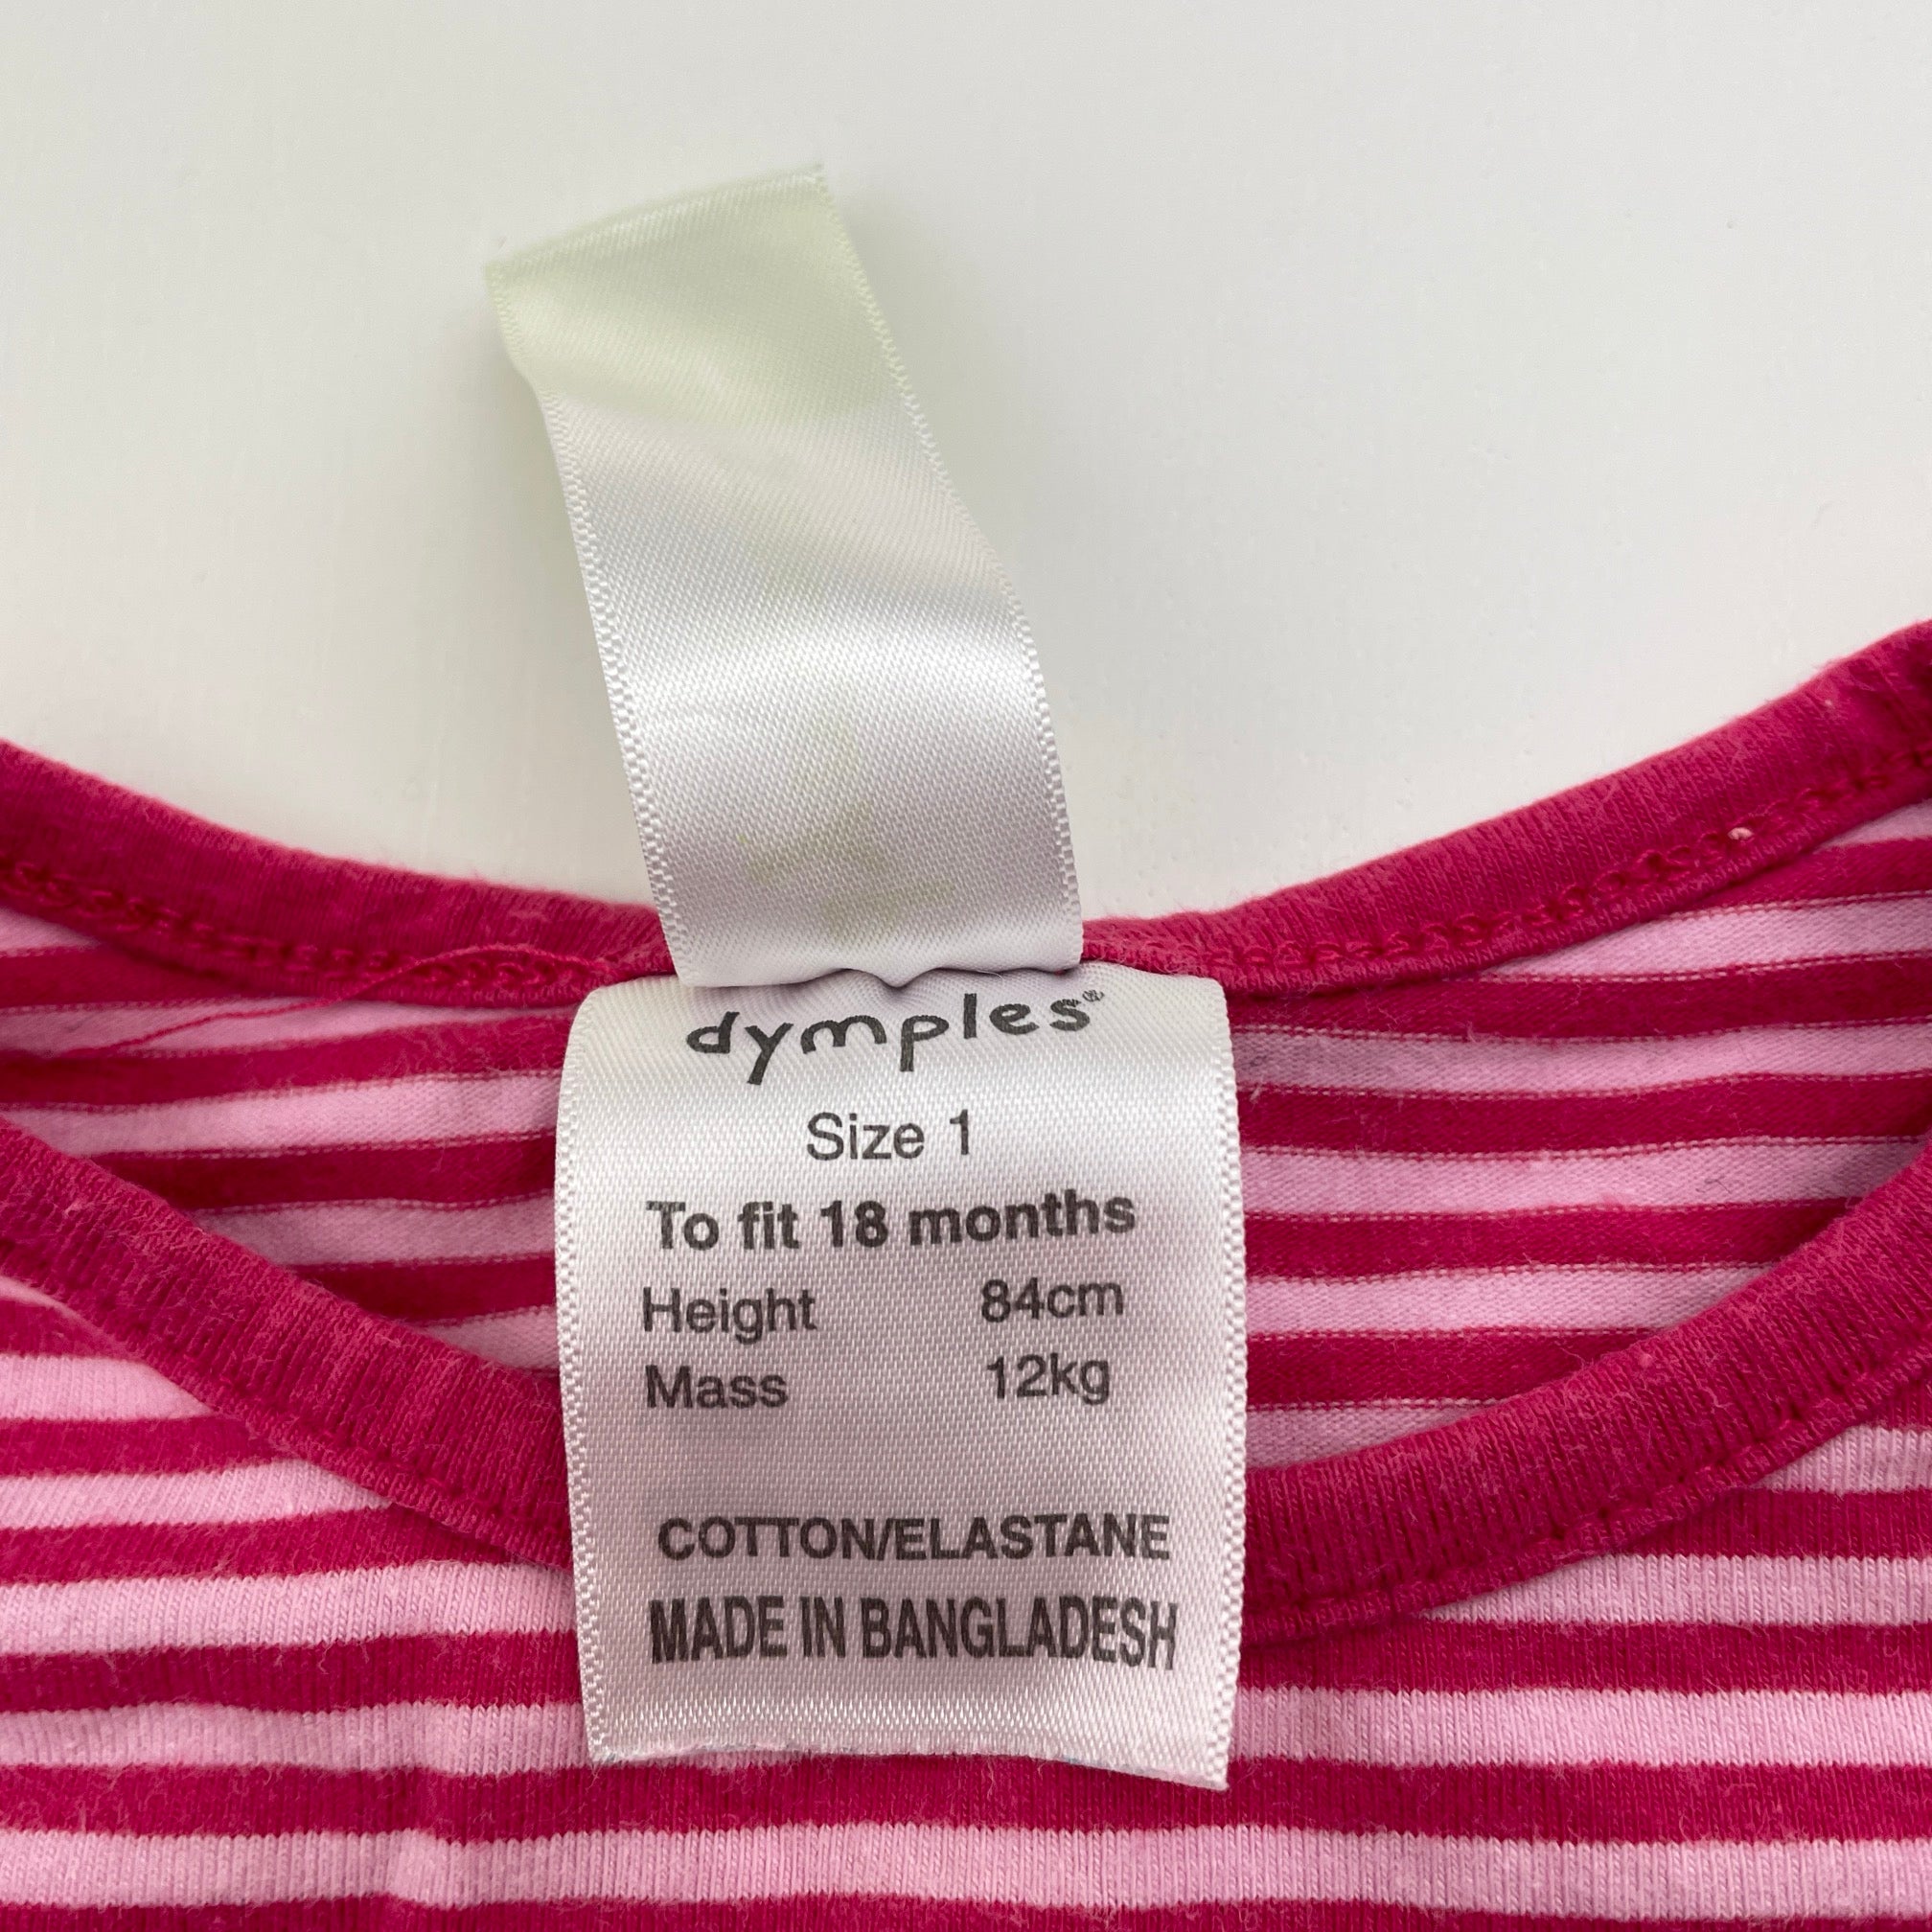 dymples®
Size 1
To fit 18 months
Height 84cm
Mass 12kg
COTTON/ELASTANE
MADE IN BANGLADESH